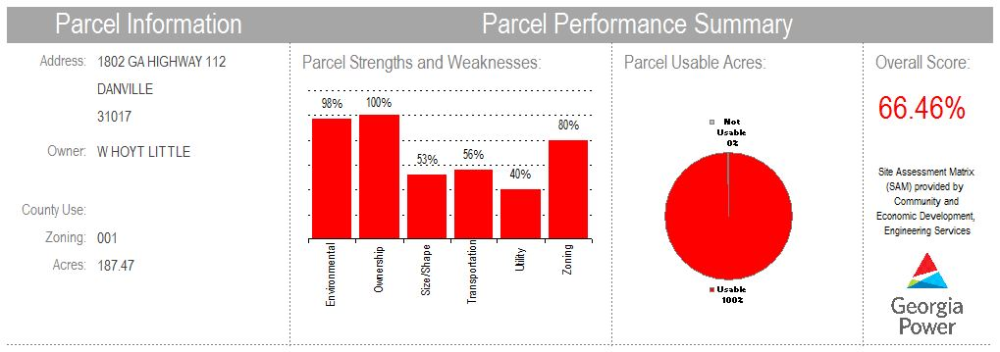 Parcel Information
Parcel Performance Summary
Address: 1802 GA HIGHWAY 112
DANVILLE
31017
Owner: W HOYT LITTLE
County Use:
Zoning: 001
Acres: 187.47
Parcel Strengths and Weaknesses:
98%
100%
53%
56%
40%
80%
Environmental
Ownership
Size/Shape
Transportation
Utility
Zoning
Parcel Usable Acres:
Not
Usable
0%
Usable
100%
Overall Score:
66.46%
Site Assessment Matrix
(SAM) provided by
Community and
Economic Development,
Engineering Services
Georgia
Power